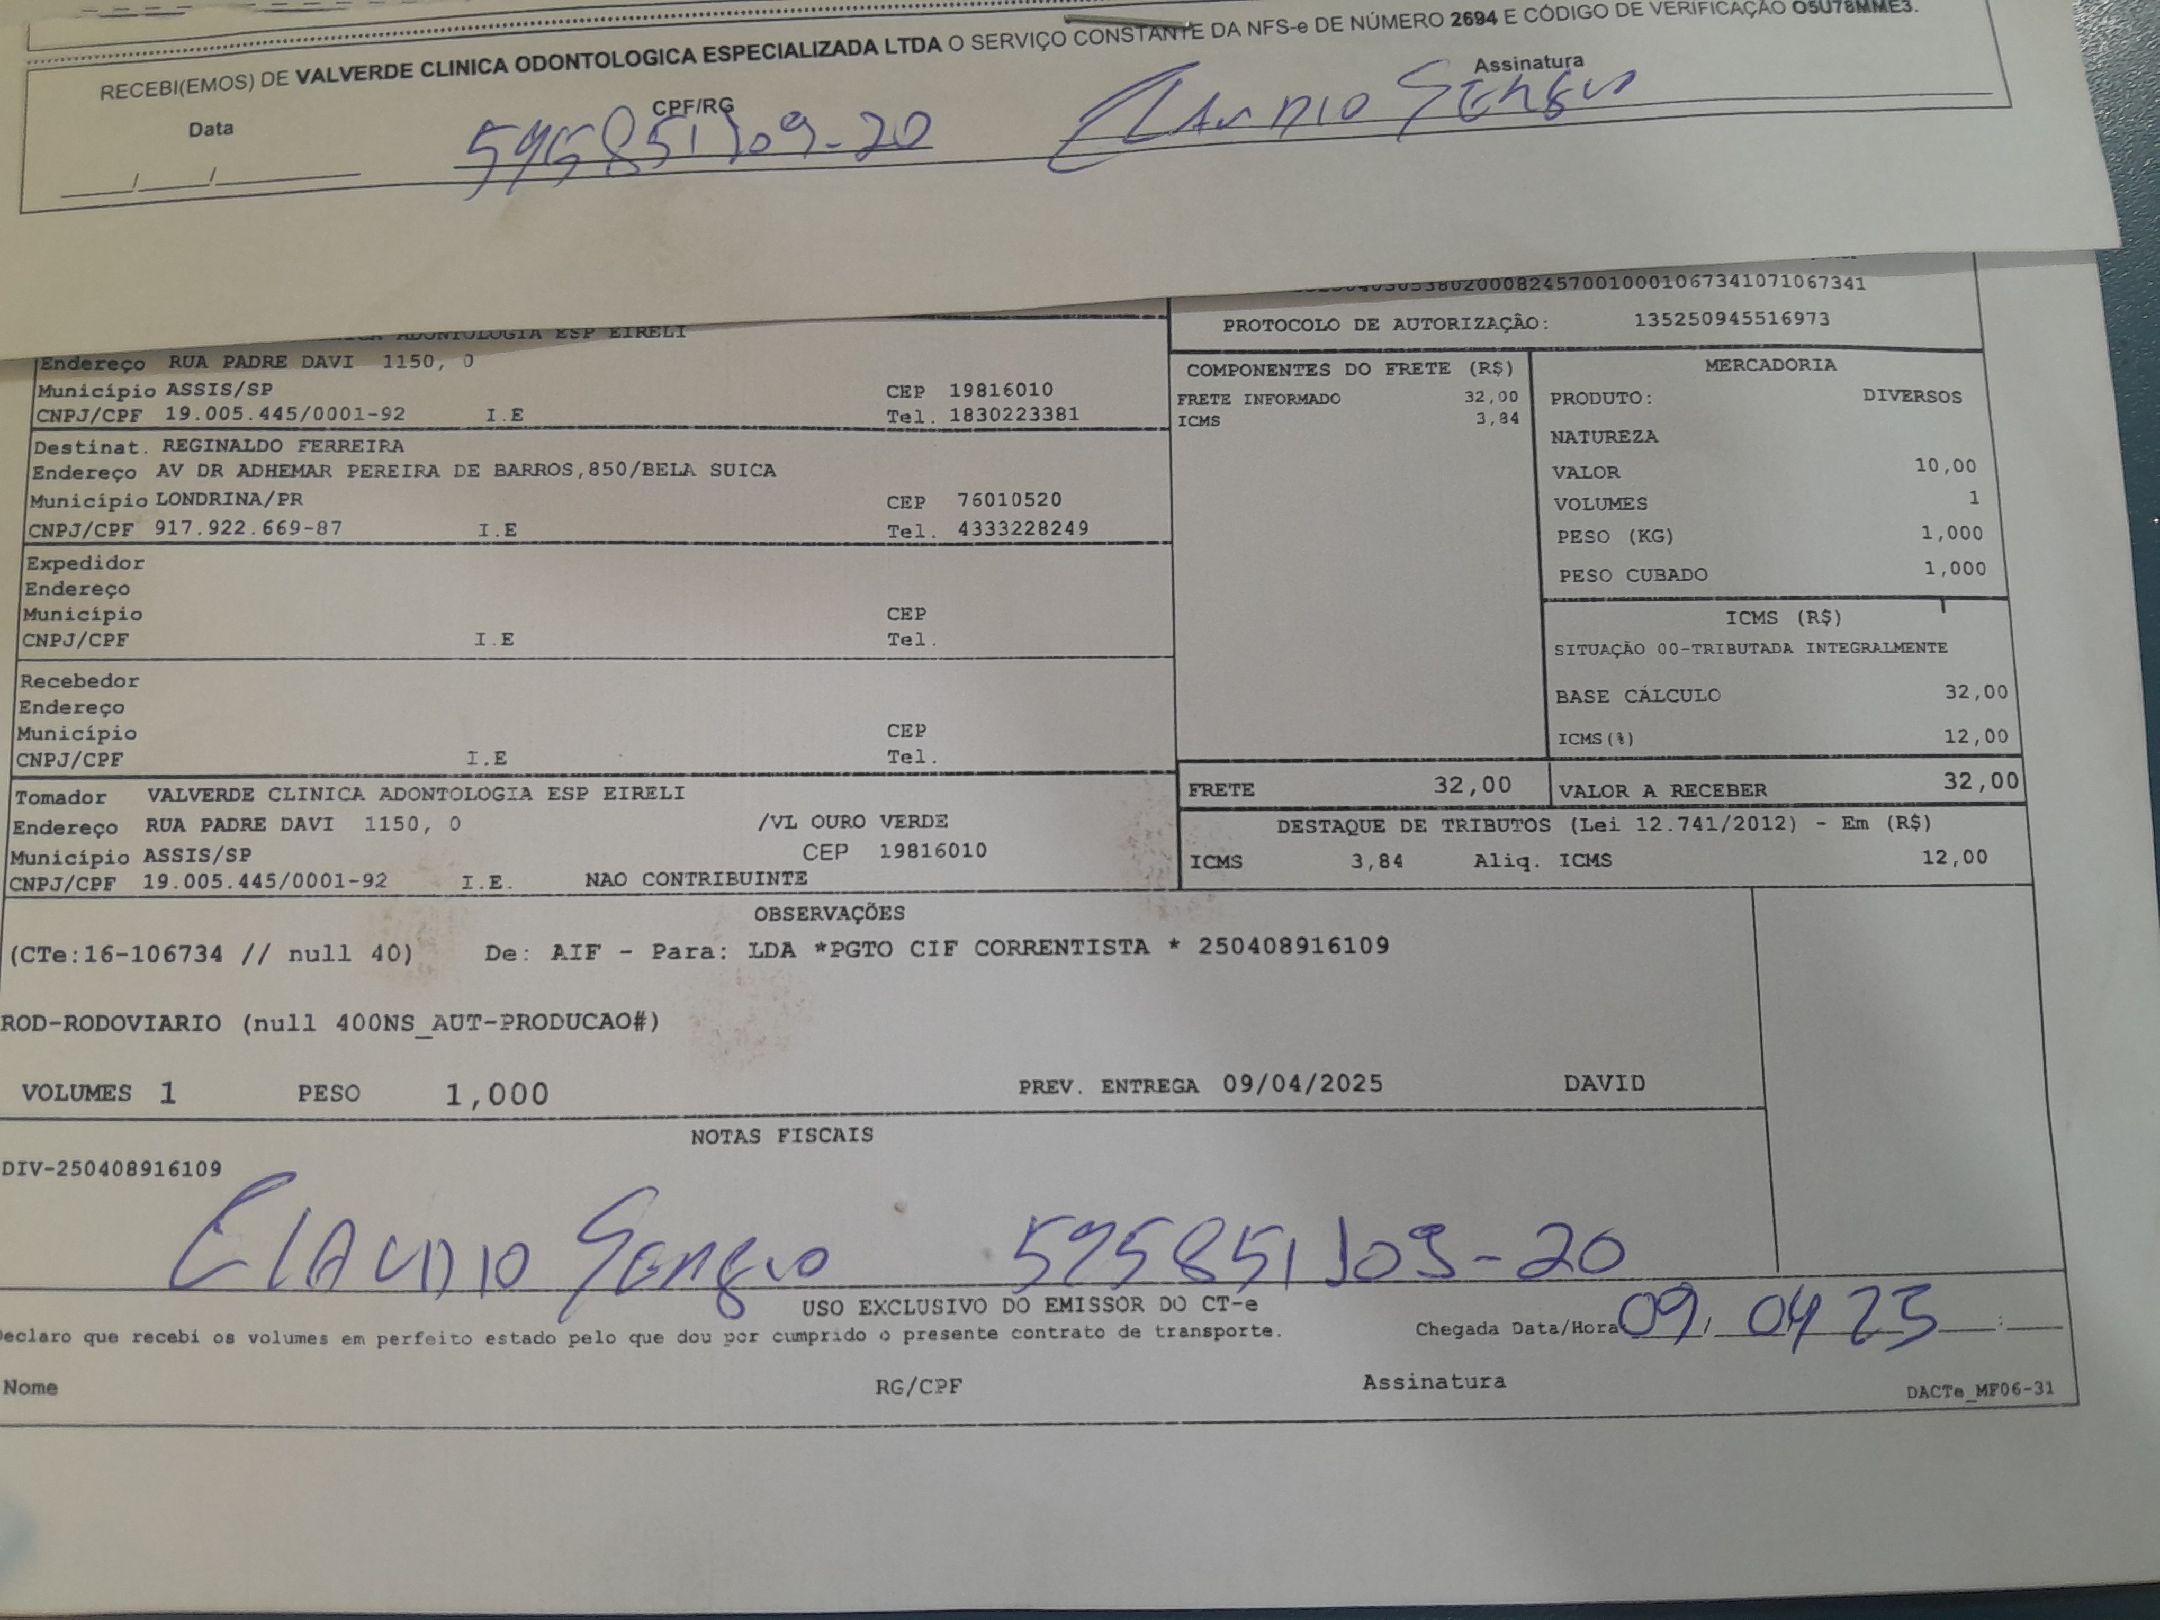 RECEBI(EMOS) DE VALVERDE CLINICA ODONTOLOGICA ESPECIALIZADA LTDA O SERVIÇO CONSTANTE DA NFS-e DE NÚMERO 2694 E CÓDIGO DE VERIFICAÇÃO O5U78MME3.
Data CPF/RG Assinatura
__/__/____ 595851109-20 Claudio Sergio
ADONTOLOGIA ESP EIRELI
Endereço RUA PADRE DAVI 1150, 0
Município ASSIS/SP CEP 19816010
CNPJ/CPF 19.005.445/0001-92 I.E Tel. 1830223381
Destinat. REGINALDO FERREIRA
Endereço AV DR ADHEMAR PEREIRA DE BARROS,850/BELA SUICA
Município LONDRINA/PR CEP 76010520
CNPJ/CPF 917.922.669-87 I.E Tel. 4333228249
Expedidor
Endereço
Município CEP
CNPJ/CPF I.E Tel.
Recebedor
Endereço
Município CEP
CNPJ/CPF I.E Tel.
Tomador VALVERDE CLINICA ADONTOLOGIA ESP EIRELI
Endereço RUA PADRE DAVI 1150, 0 /VL OURO VERDE
Município ASSIS/SP CEP 19816010
CNPJ/CPF 19.005.445/0001-92 I.E. NAO CONTRIBUINTE
PROTOCOLO DE AUTORIZAÇÃO: 135250945516973
COMPONENTES DO FRETE (R$)
FRETE INFORMADO 32,00
ICMS 3,84
MERCADORIA
PRODUTO: DIVERSOS
NATUREZA
VALOR 10,00
VOLUMES 1
PESO (KG) 1,000
PESO CUBADO 1,000
ICMS (R$)
SITUAÇÃO 00-TRIBUTADA INTEGRALMENTE
BASE CÁLCULO 32,00
ICMS(%) 12,00
FRETE 32,00 VALOR A RECEBER 32,00
DESTAQUE DE TRIBUTOS (Lei 12.741/2012) - Em (R$)
ICMS 3,84 Aliq. ICMS 12,00
OBSERVAÇÕES
(CTe:16-106734 // null 40) De: AIF - Para: LDA *PGTO CIF CORRENTISTA * 250408916109
ROD-RODOVIARIO (null 400NS_AUT-PRODUCAO#)
VOLUMES 1 PESO 1,000 PREV. ENTREGA 09/04/2025 DAVID
NOTAS FISCAIS
DIV-250408916109
Claudio Sergio 595851109-20
USO EXCLUSIVO DO EMISSOR DO CT-e
Declaro que recebi os volumes em perfeito estado pelo que dou por cumprido o presente contrato de transporte. Chegada Data/Hora 09/04 25 __:__
Nome RG/CPF Assinatura DACTe_MF06-31